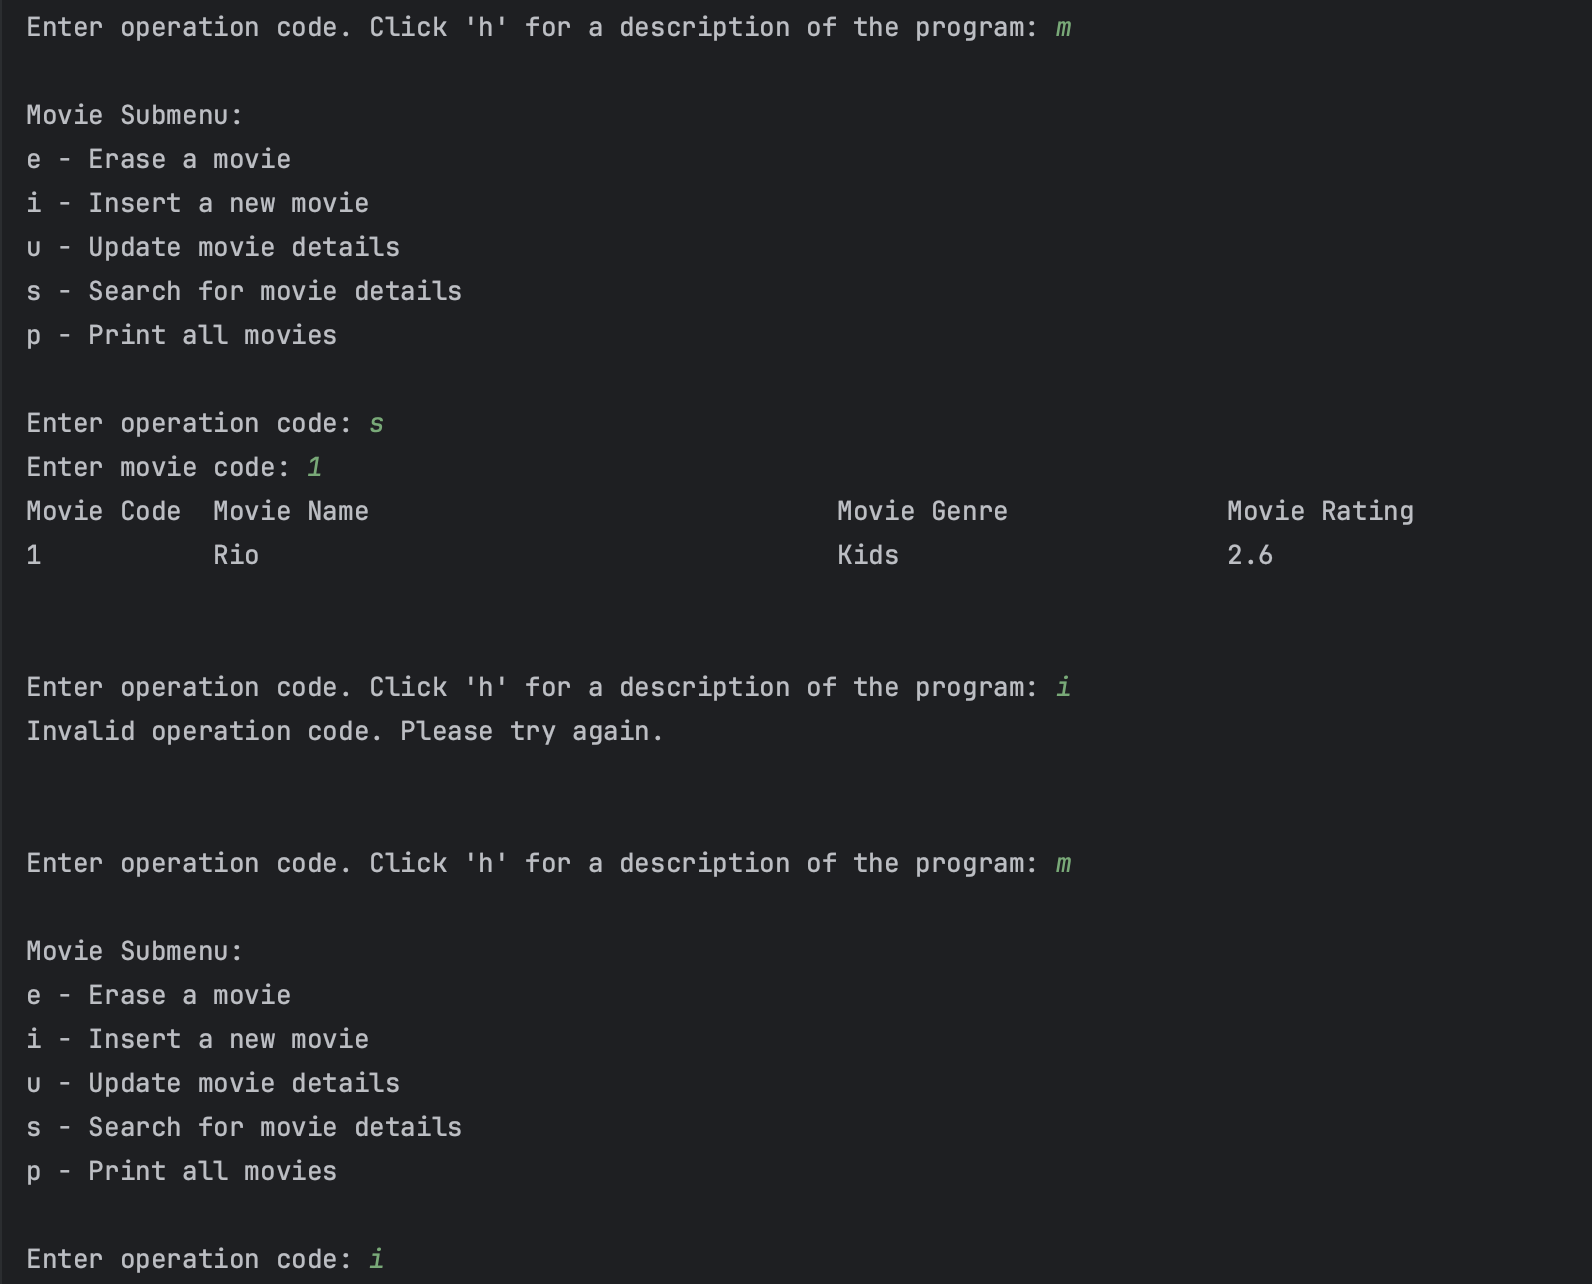 Enter operation code. Click 'h' for a description of the program: m
Movie Submenu:
e - Erase a movie
i - Insert a new movie
u - Update movie details
s - Search for movie details
p - Print all movies
Enter operation code: s
Enter movie code: 1
Movie Code  Movie Name                              Movie Genre              Movie Rating
1           Rio                                     Kids                     2.6
Enter operation code. Click 'h' for a description of the program: i
Invalid operation code. Please try again.
Enter operation code. Click 'h' for a description of the program: m
Movie Submenu:
e - Erase a movie
i - Insert a new movie
u - Update movie details
s - Search for movie details
p - Print all movies
Enter operation code: i